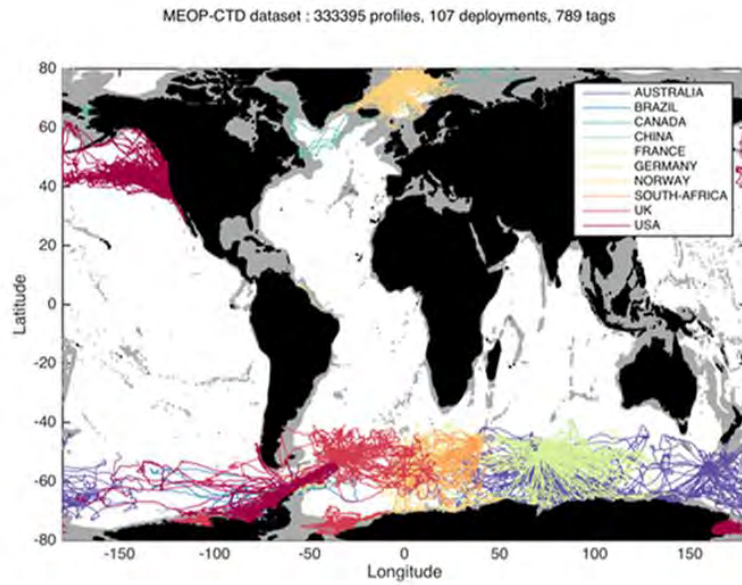 MEOP-CTD dataset : 333395 profiles, 107 deployments, 789 tags
80
60
40
20
0
-20
-40
-60
-80
Latitude
AUSTRALIA
BRAZIL
CANADA
CHINA
FRANCE
GERMANY
NORWAY
SOUTH-AFRICA
UK
USA
-150
-100
-50
0
50
100
150
Longitude